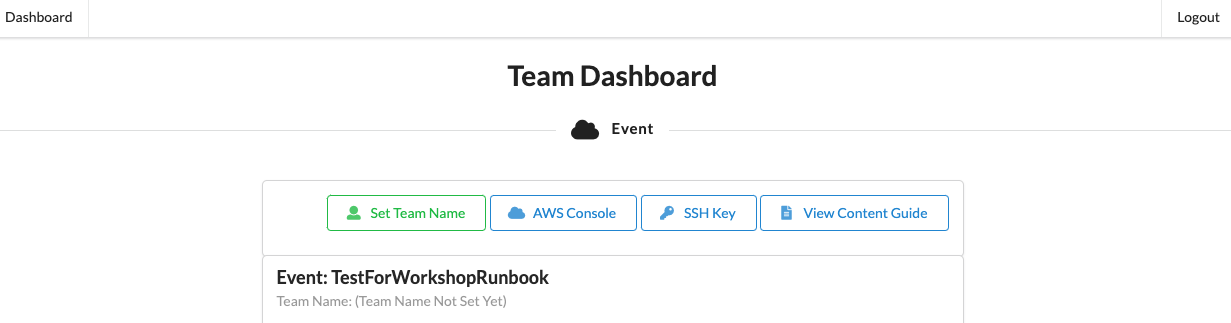 Dashboard Logout
Team Dashboard
Event
Set Team Name AWS Console SSH Key View Content Guide
Event: TestForWorkshopRunbook
Team Name: (Team Name Not Set Yet)